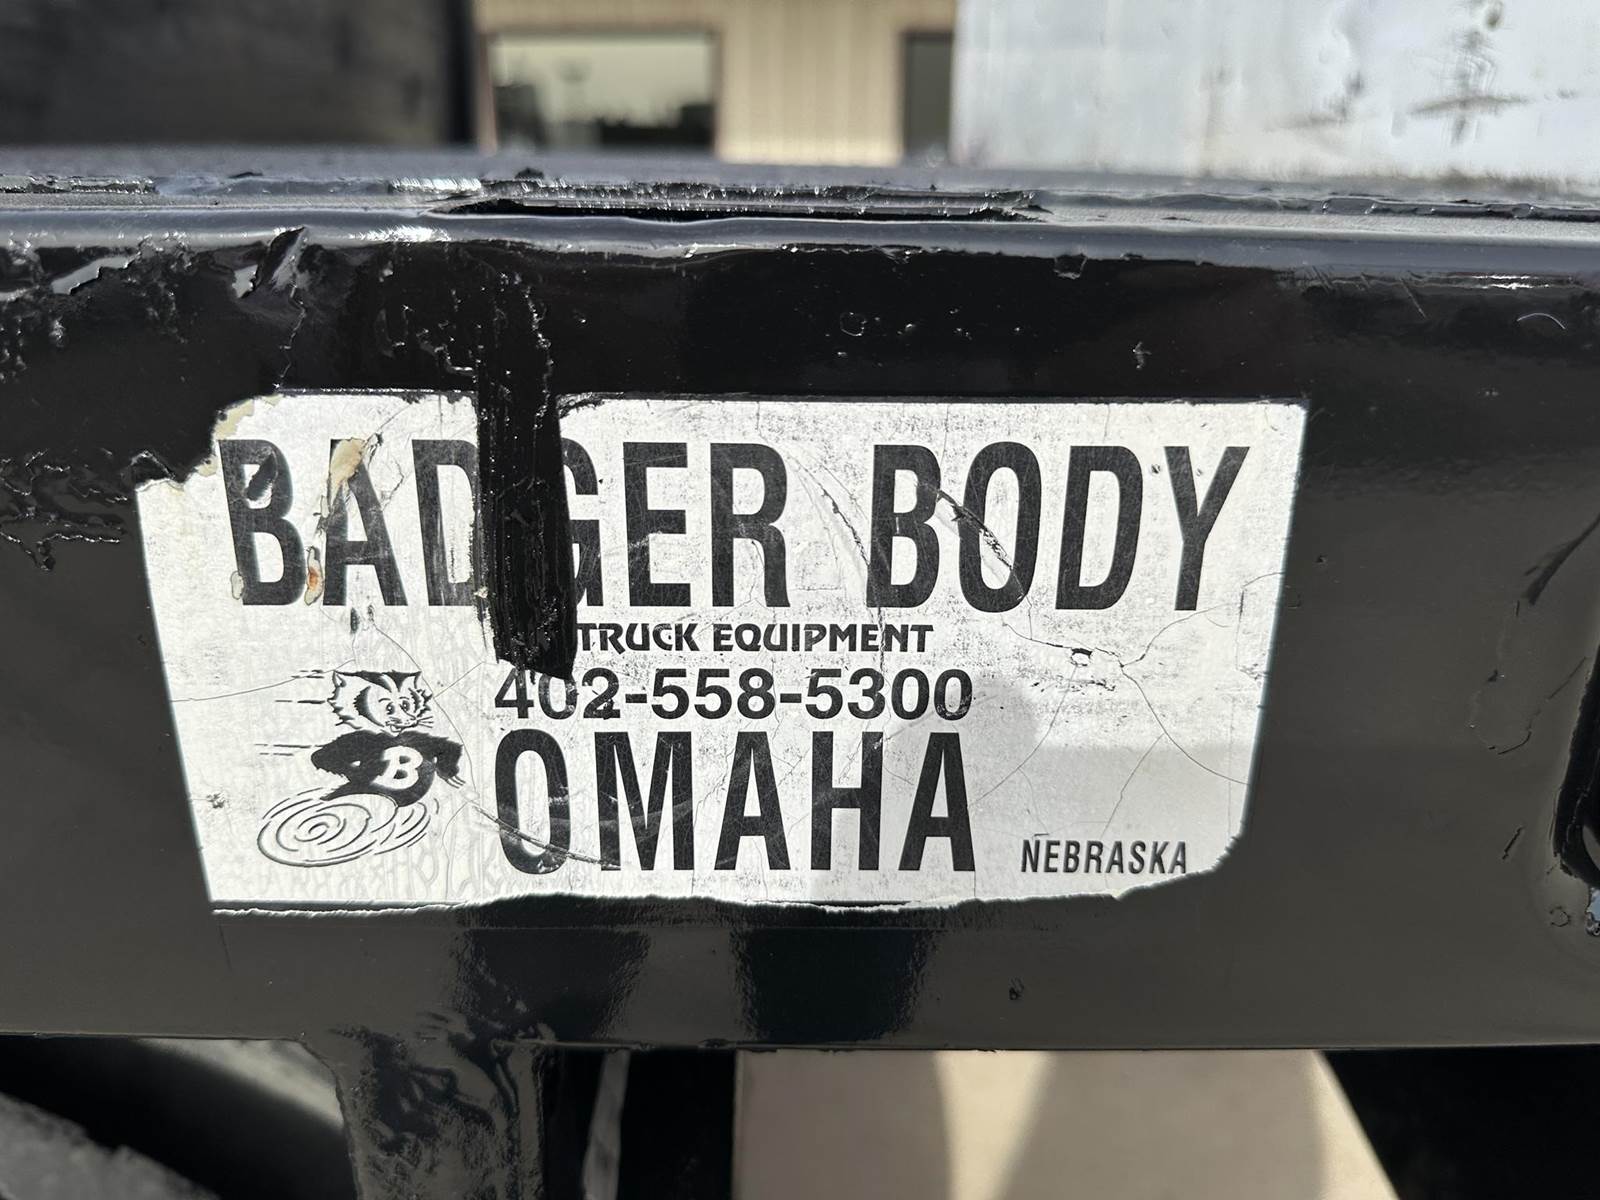 BADGER BODY
TRUCK EQUIPMENT
402-558-5300
B
OMAHA
NEBRASKA